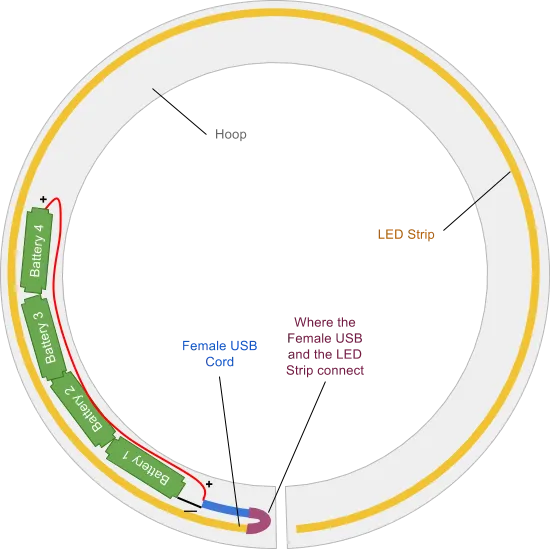 Hoop
+
LED Strip
Battery 4
Battery 3
Where the
Female USB
and the LED
Strip connect
Female USB
Cord
Battery 2
Battery 1
+
—